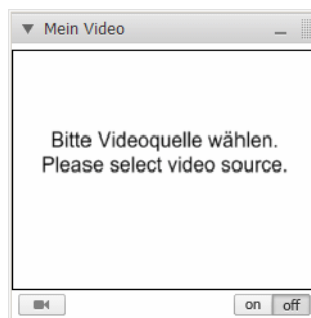 Mein Video
Bitte Videoquelle wählen.
Please select video source.
on off